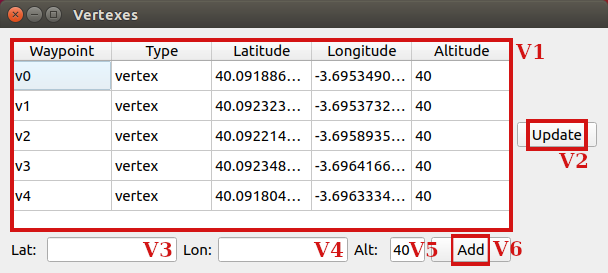 Vertexes
Waypoint Type Latitude Longitude Altitude V1
v0 vertex 40.091886... -3.6953490... 40
v1 vertex 40.092323... -3.6953732... 40
v2 vertex 40.092214... -3.6958935... 40
v3 vertex 40.092348... -3.6964166... 40
v4 vertex 40.091804... -3.6963334... 40
Update
V2
Lat: V3 Lon: V4 Alt: 40 V5 Add V6